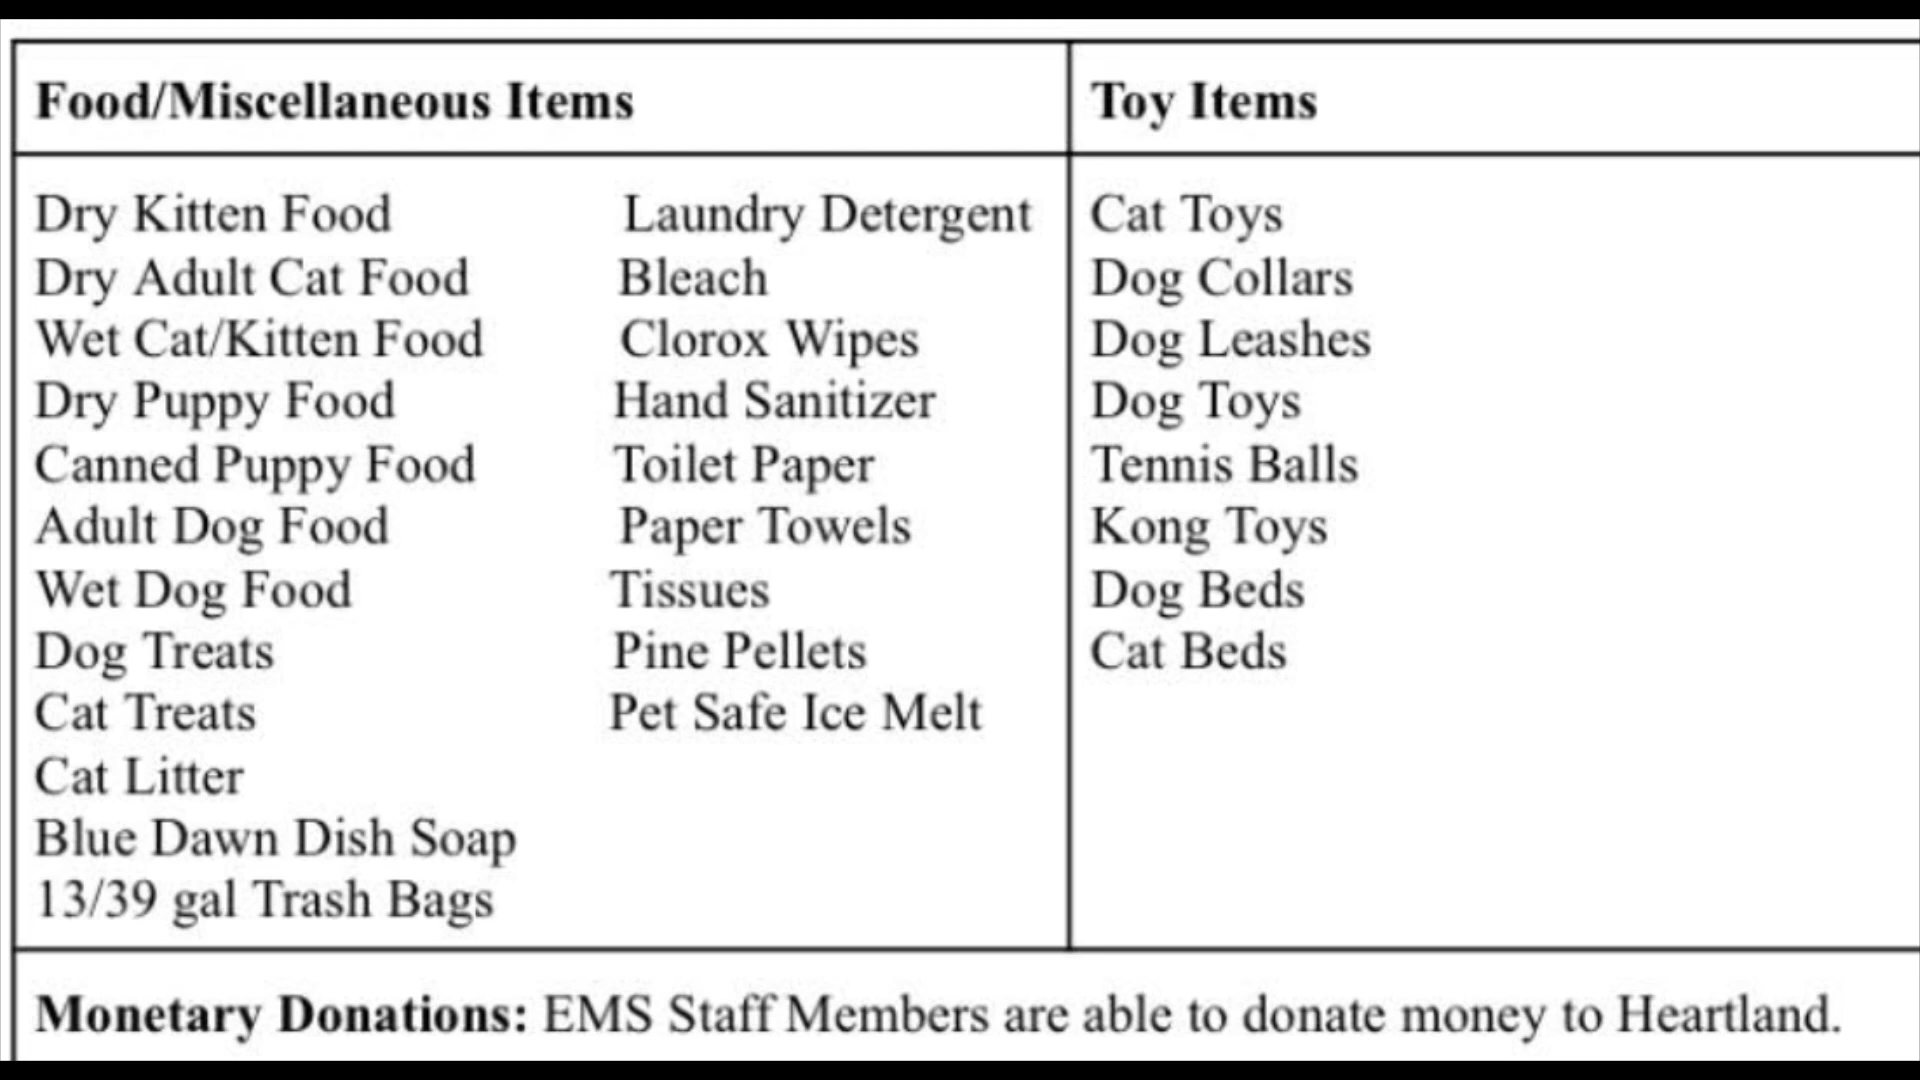 Food/Miscellaneous Items
Toy Items
Dry Kitten Food
Dry Adult Cat Food
Wet Cat/Kitten Food
Dry Puppy Food
Canned Puppy Food
Adult Dog Food
Wet Dog Food
Dog Treats
Cat Treats
Cat Litter
Blue Dawn Dish Soap
13/39 gal Trash Bags
Laundry Detergent
Bleach
Clorox Wipes
Hand Sanitizer
Toilet Paper
Paper Towels
Tissues
Pine Pellets
Pet Safe Ice Melt
Cat Toys
Dog Collars
Dog Leashes
Dog Toys
Tennis Balls
Kong Toys
Dog Beds
Cat Beds
Monetary Donations: EMS Staff Members are able to donate money to Heartland.